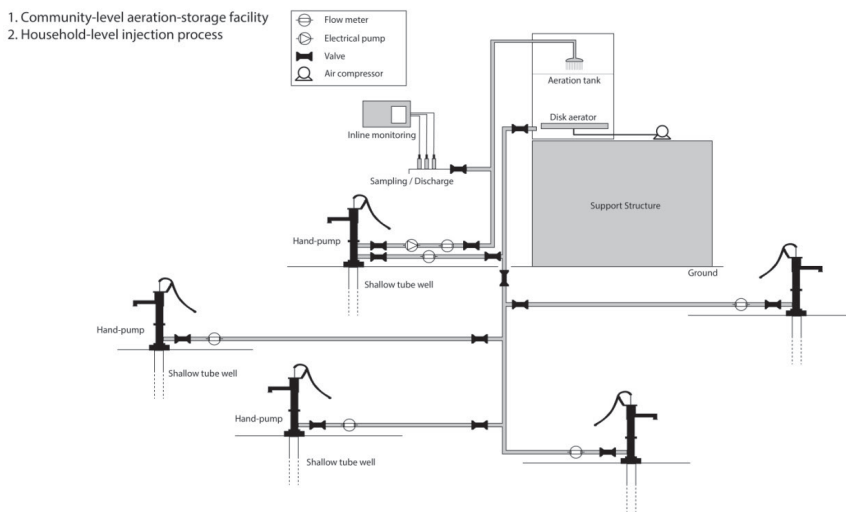 1. Community-level aeration-storage facility
2. Household-level injection process
Flow meter
Electrical pump
Valve
Air compressor
Aeration tank
Disk aerator
Inline monitoring
Sampling / Discharge
Support Structure
Hand-pump
Ground
Shallow tube well
Hand-pump
Shallow tube well
Hand-pump
Shallow tube well